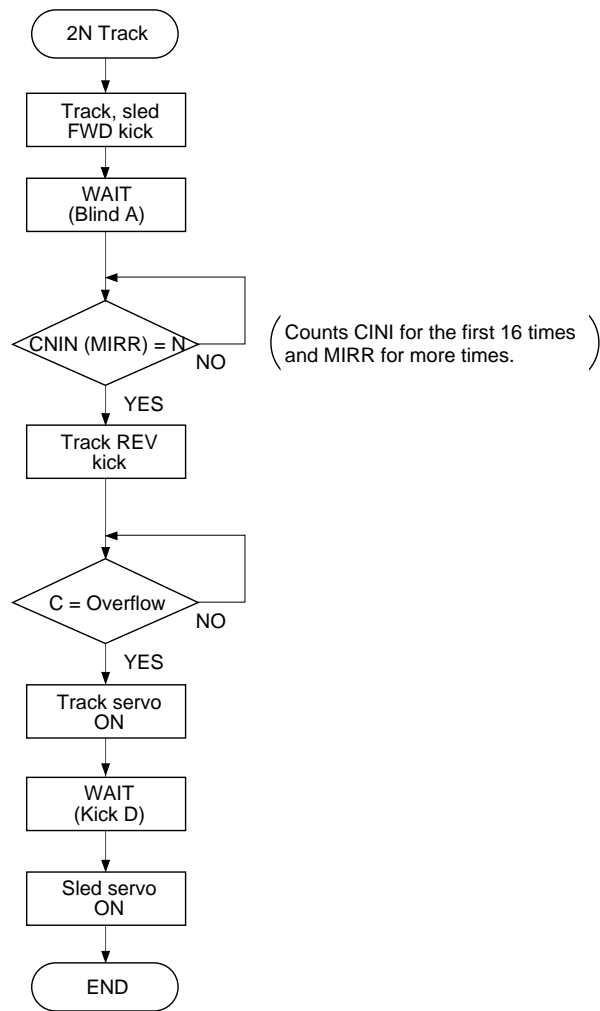 2N Track
Track, sled
FWD kick
WAIT
(Blind A)
CNIN (MIRR) = N
NO
(Counts CINI for the first 16 times
and MIRR for more times.)
YES
Track REV
kick
C = Overflow
NO
YES
Track servo
ON
WAIT
(Kick D)
Sled servo
ON
END